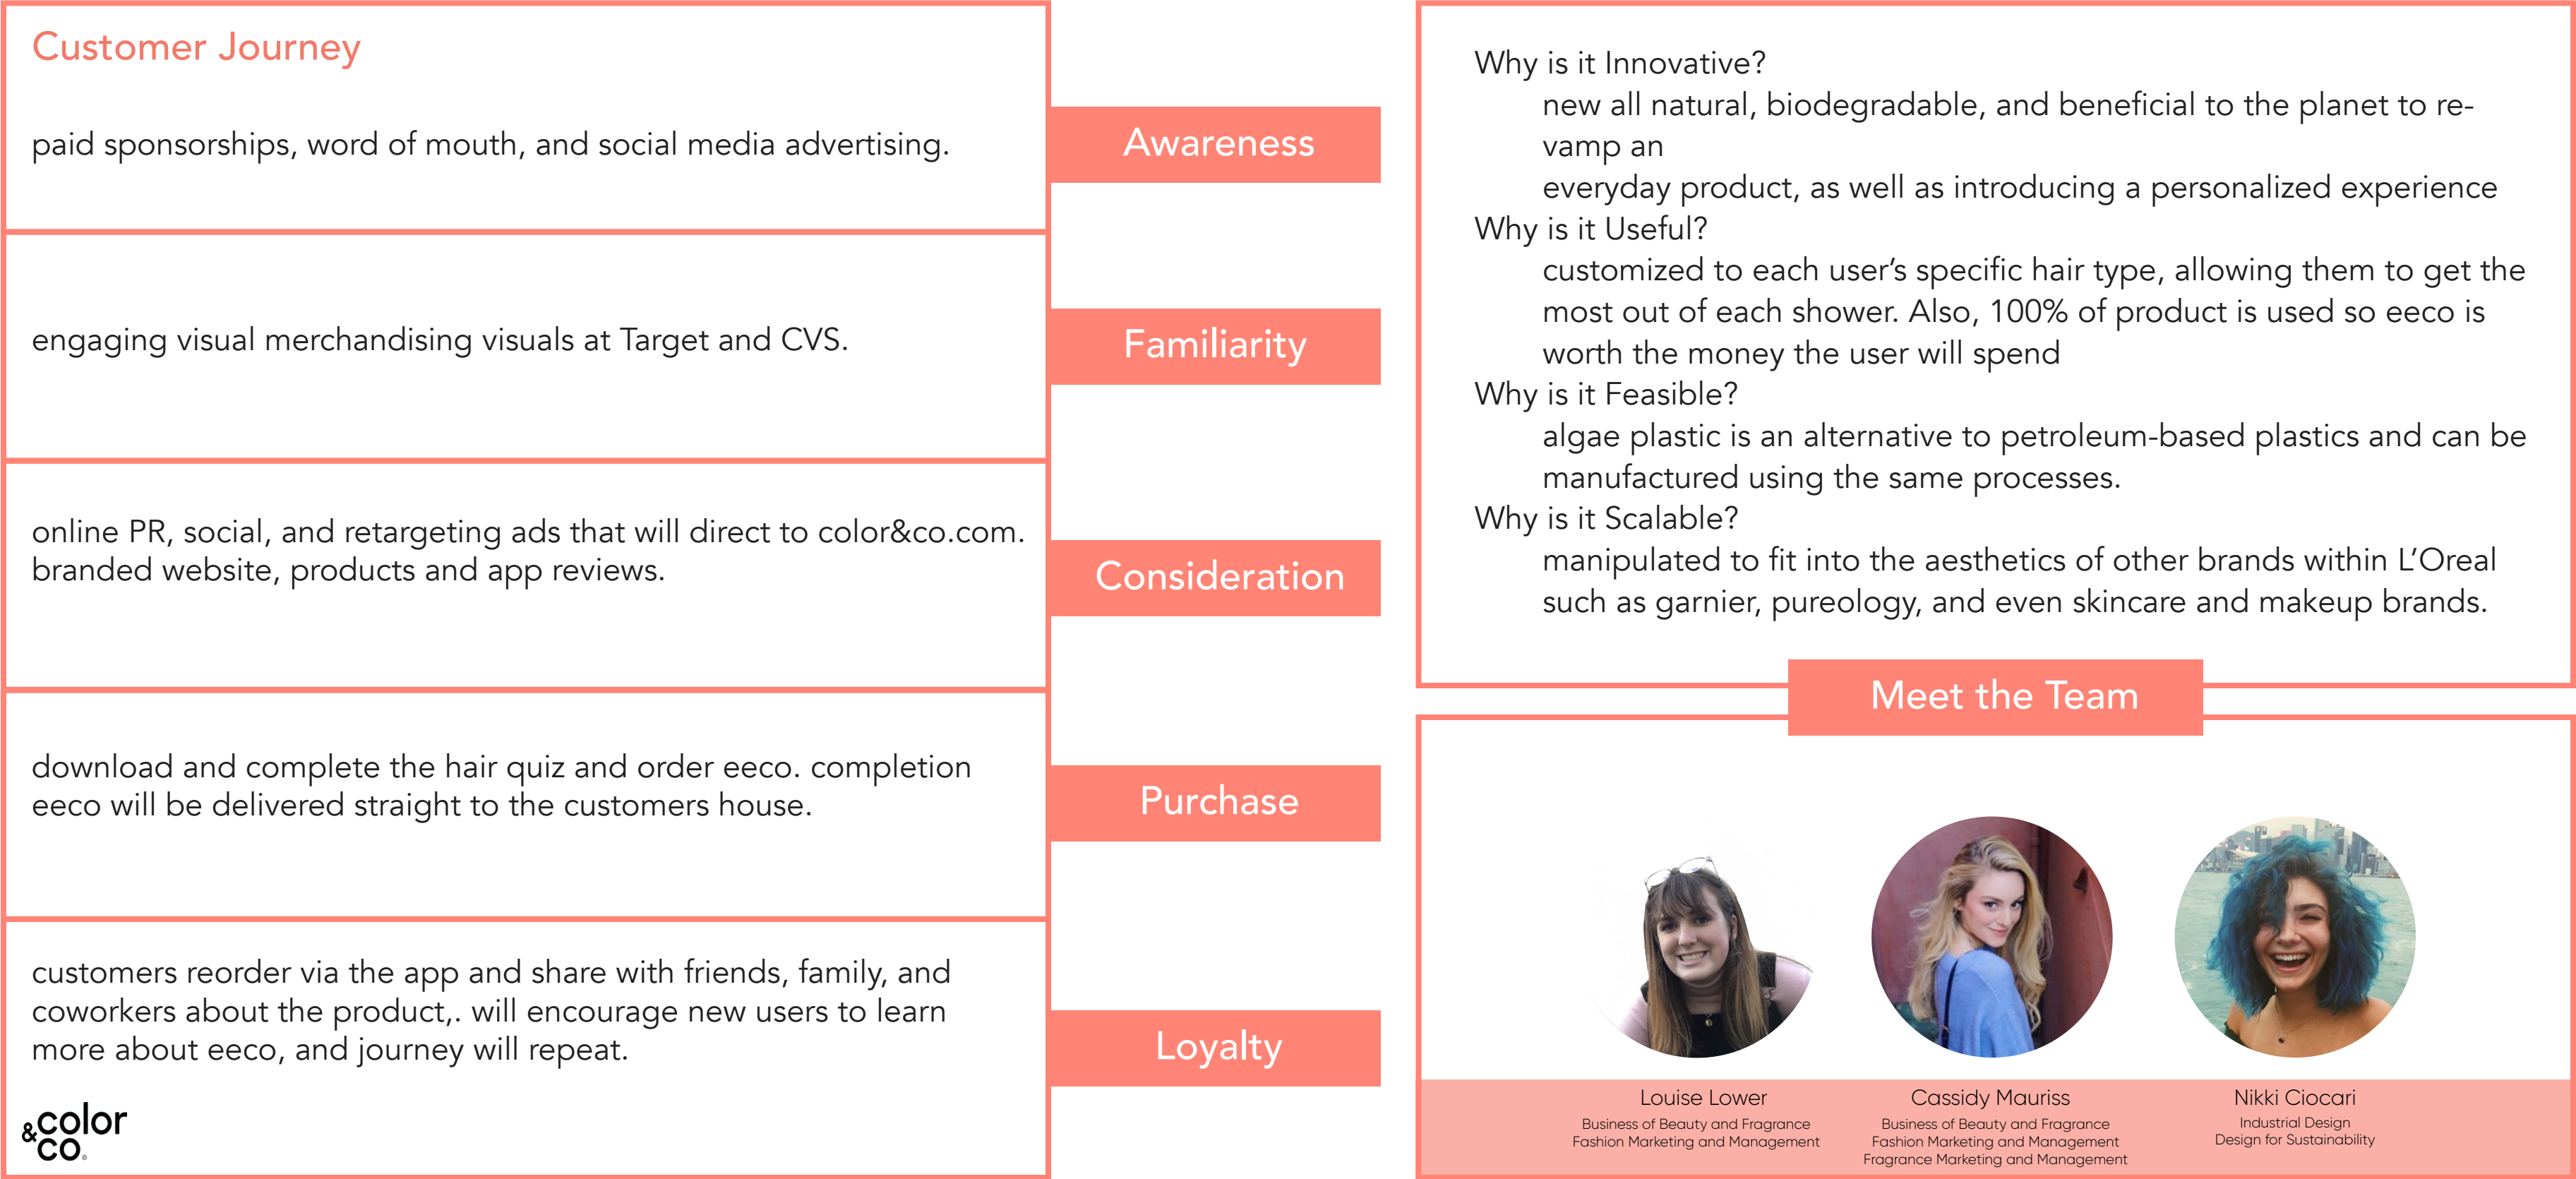 Customer Journey
paid sponsorships, word of mouth, and social media advertising.
Awareness
engaging visual merchandising visuals at Target and CVS.
Familiarity
online PR, social, and retargeting ads that will direct to color&co.com.
branded website, products and app reviews.
Consideration
download and complete the hair quiz and order eeco. completion
eeco will be delivered straight to the customers house.
Purchase
customers reorder via the app and share with friends, family, and
coworkers about the product,. will encourage new users to learn
more about eeco, and journey will repeat.
Loyalty
&color
co®
Why is it Innovative?
new all natural, biodegradable, and beneficial to the planet to re-
vamp an
everyday product, as well as introducing a personalized experience
Why is it Useful?
customized to each user’s specific hair type, allowing them to get the
most out of each shower. Also, 100% of product is used so eeco is
worth the money the user will spend
Why is it Feasible?
algae plastic is an alternative to petroleum-based plastics and can be
manufactured using the same processes.
Why is it Scalable?
manipulated to fit into the aesthetics of other brands within L’Oreal
such as garnier, pureology, and even skincare and makeup brands.
Meet the Team
Louise Lower
Business of Beauty and Fragrance
Fashion Marketing and Management
Cassidy Mauriss
Business of Beauty and Fragrance
Fashion Marketing and Management
Fragrance Marketing and Management
Nikki Ciocari
Industrial Design
Design for Sustainability